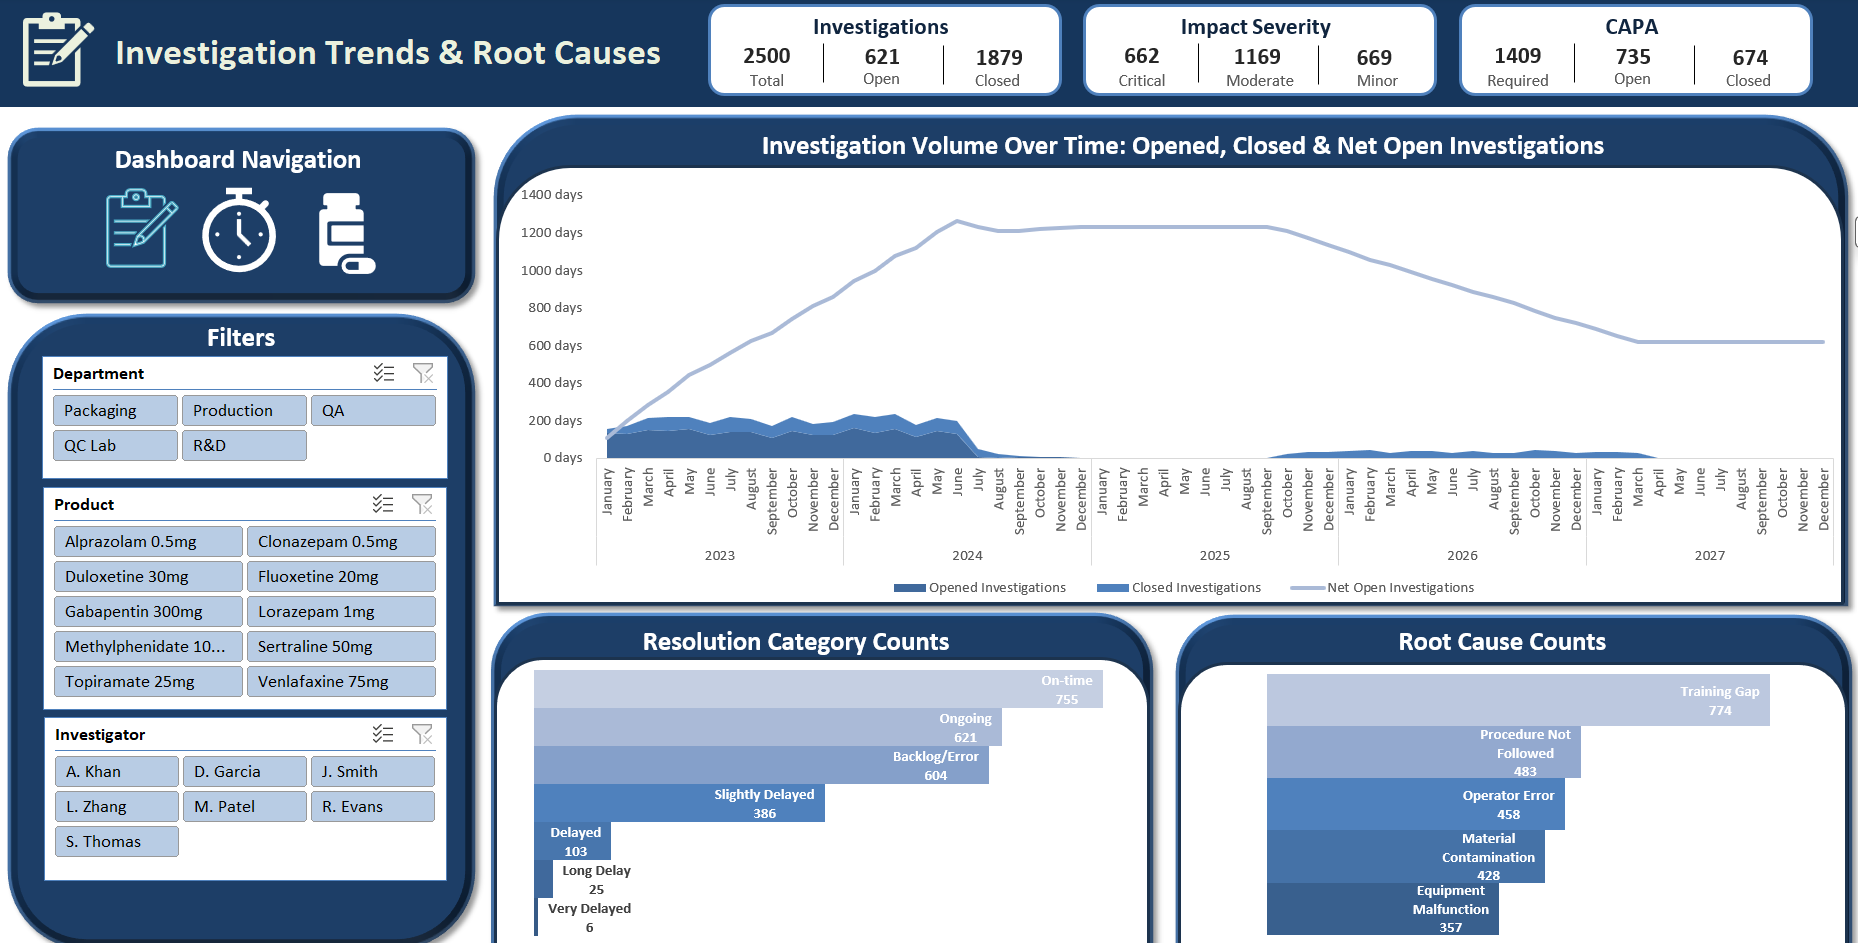 Investigation Trends & Root Causes
Investigations
2500 621 1879
Total Open Closed
Impact Severity
662 1169 669
Critical Moderate Minor
CAPA
1409 735 674
Required Open Closed
Dashboard Navigation
Filters
Department
Packaging Production QA
QC Lab R&D
Product
Alprazolam 0.5mg Clonazepam 0.5mg
Duloxetine 30mg Fluoxetine 20mg
Gabapentin 300mg Lorazepam 1mg
Methylphenidate 10... Sertraline 50mg
Topiramate 25mg Venlafaxine 75mg
Investigator
A. Khan D. Garcia J. Smith
L. Zhang M. Patel R. Evans
S. Thomas
Investigation Volume Over Time: Opened, Closed & Net Open Investigations
1400 days
1200 days
1000 days
800 days
600 days
400 days
200 days
0 days
January February March April May June July August September October November December January February March April May June July August September October November December January February March April May June July August September October November December January February March April May June July August September October November December January February March April May June July August September October November December
2023 2024 2025 2026 2027
Opened Investigations Closed Investigations Net Open Investigations
Resolution Category Counts
On-time
755
Ongoing
621
Backlog/Error
604
Slightly Delayed
386
Delayed
103
Long Delay
25
Very Delayed
6
Root Cause Counts
Training Gap
774
Procedure Not
Followed
483
Operator Error
458
Material
Contamination
428
Equipment
Malfunction
357